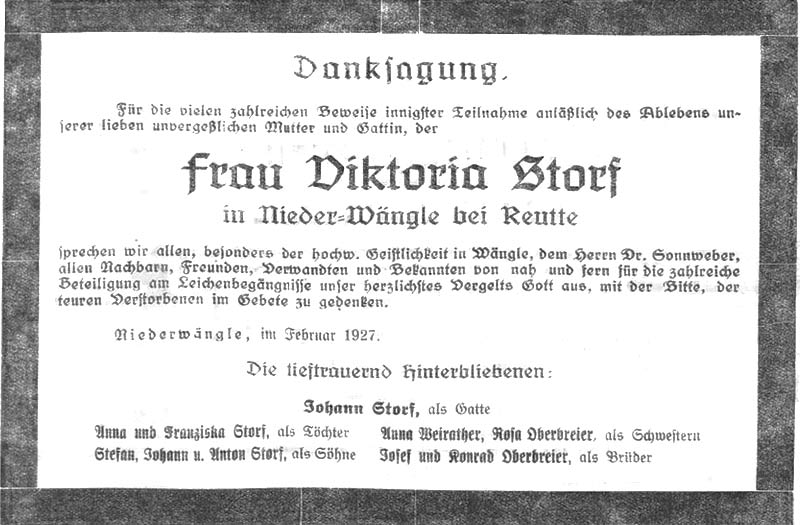 Danksagung.
Für die vielen zahlreichen Beweise innigster Teilnahme anläßlich des Ablebens un-
serer lieben unvergeßlichen Mutter und Gattin, der
Frau Viktoria Storf
in Nieder-Wängle bei Reutte
sprechen wir allen, besonders der hochw. Geistlichkeit in Wängle, dem Herrn Dr. Sonnweber,
allen Nachbarn, Freunden, Verwandten und Bekannten von nah und fern für die zahlreiche
Beteiligung am Leichenbegängnisse unser herzlichstes Vergelts Gott aus, mit der Bitte, der
teuren Verstorbenen im Gebete zu gedenken.
Niederwängle, im Februar 1927.
Die tieftrauernd Hinterbliebenen:
Johann Storf, als Gatte
Anna und Franziska Storf, als Töchter Anna Weirather, Rosa Oberbreier, als Schwestern
Stefan, Johann u. Anton Storf, als Söhne Josef und Konrad Oberbreier, als Brüder